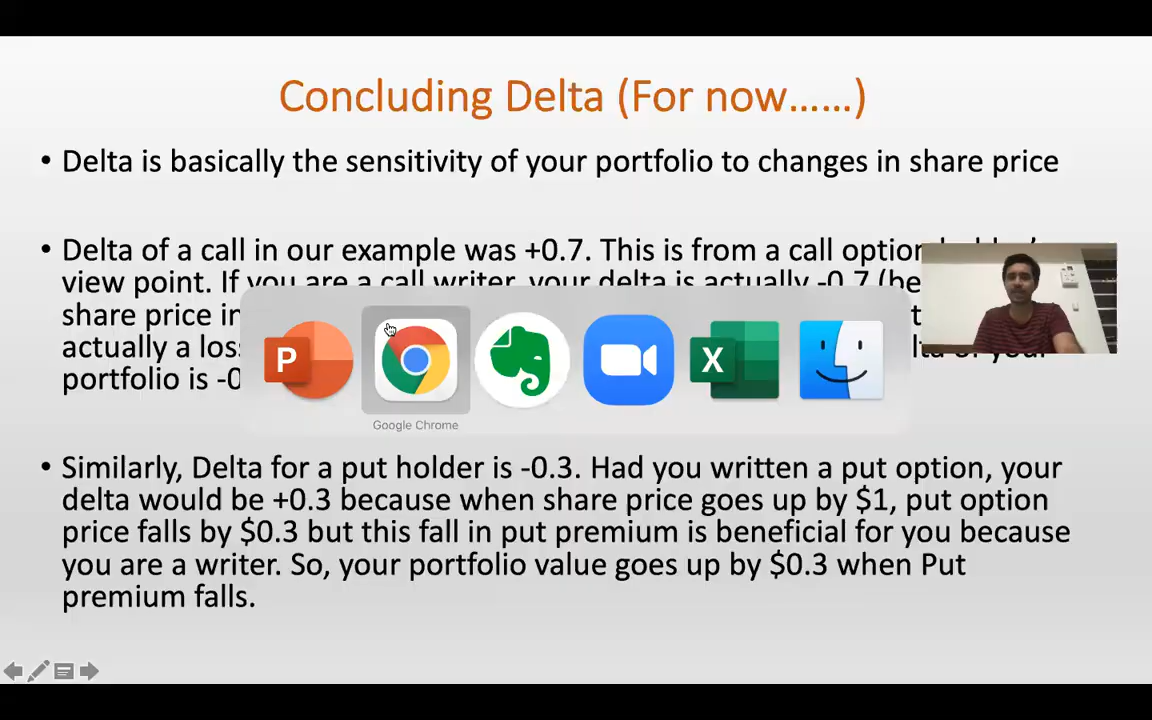 Concluding Delta (For now……)
• Delta is basically the sensitivity of your portfolio to changes in share price
• Delta of a call in our example was +0.7. This is from a call option
view point. If you are a call writer, your delta is actually -0.7 (be
share price in
actually a los
portfolio is -0
P
X
Google Chrome
• Similarly, Delta for a put holder is -0.3. Had you written a put option, your
delta would be +0.3 because when share price goes up by $1, put option
price falls by $0.3 but this fall in put premium is beneficial for you because
you are a writer. So, your portfolio value goes up by $0.3 when Put
premium falls.